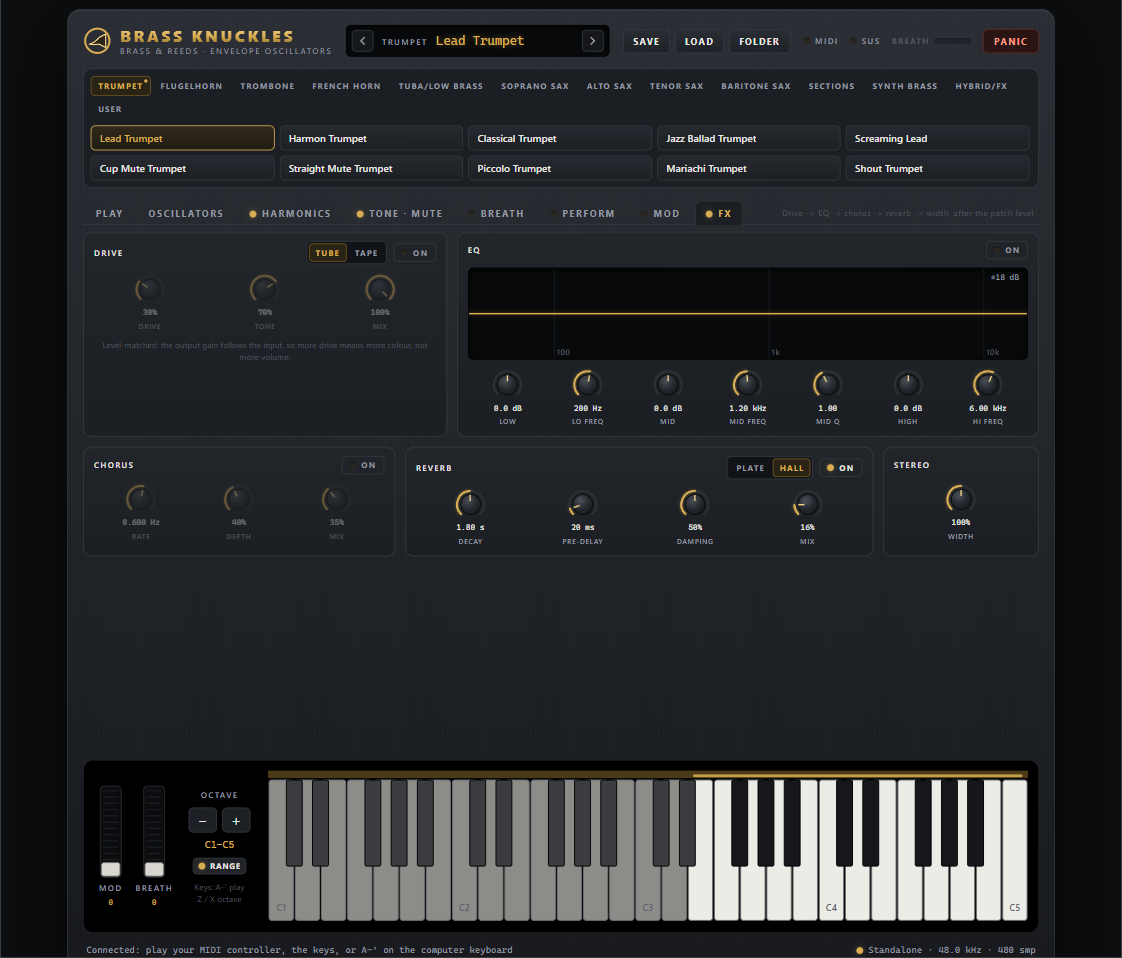 BRASS KNUCKLES
BRASS & REEDS · ENVELOPE OSCILLATORS
TRUMPET Lead Trumpet
SAVE LOAD FOLDER MIDI SUS BREATH PANIC
TRUMPET FLUGELHORN TROMBONE FRENCH HORN TUBA/LOW BRASS SOPRANO SAX ALTO SAX TENOR SAX BARITONE SAX SECTIONS SYNTH BRASS HYBRID/FX
USER
Lead Trumpet Harmon Trumpet Classical Trumpet Jazz Ballad Trumpet Screaming Lead
Cup Mute Trumpet Straight Mute Trumpet Piccolo Trumpet Mariachi Trumpet Shout Trumpet
PLAY OSCILLATORS HARMONICS TONE · MUTE BREATH PERFORM MOD FX Drive -> EQ -> chorus -> reverb -> width, after the patch level
DRIVE TUBE TAPE ON
30% 70% 100%
DRIVE TONE MIX
Level-matched: the output gain follows the input, so more drive means more colour, not
more volume.
EQ ON
±18 dB
100 1k 10k
0.0 dB 200 Hz 0.0 dB 1.20 kHz 1.00 0.0 dB 6.00 kHz
LOW LO FREQ MID MID FREQ MID Q HIGH HI FREQ
CHORUS ON
0.600 Hz 40% 35%
RATE DEPTH MIX
REVERB PLATE HALL ON
1.80 s 20 ms 50% 16%
DECAY PRE-DELAY DAMPING MIX
STEREO
100%
WIDTH
OCTAVE
− +
C1–C5
RANGE
Keys: A–' play
Z / X octave
MOD BREATH
0 0
C1 C2 C3 C4 C5
Connected: play your MIDI controller, the keys, or A–' on the computer keyboard
Standalone · 48.0 kHz · 480 smp